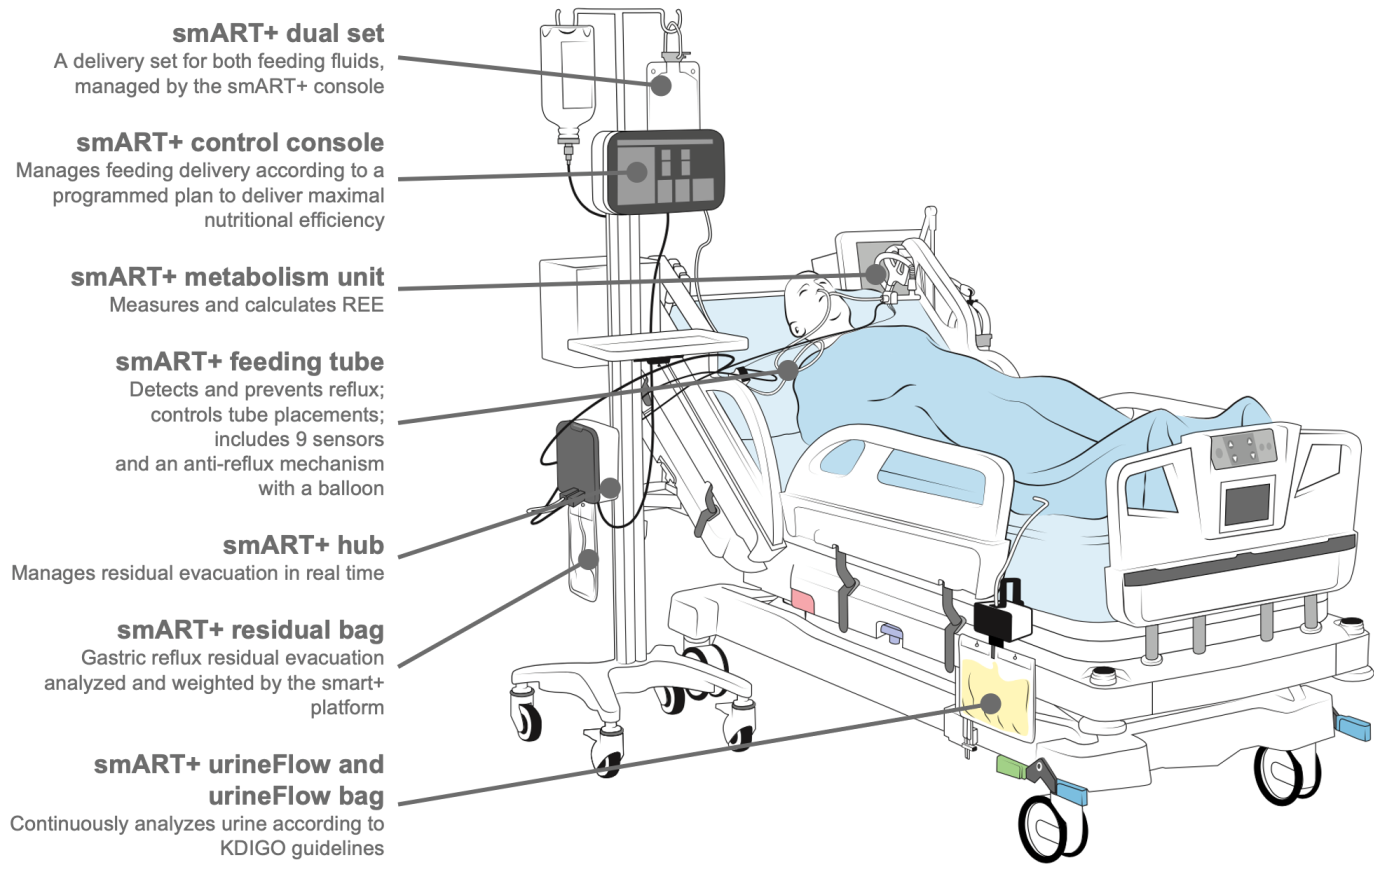 smART+ dual set
A delivery set for both feeding fluids,
managed by the smART+ console
smART+ control console
Manages feeding delivery according to a
programmed plan to deliver maximal
nutritional efficiency
smART+ metabolism unit
Measures and calculates REE
smART+ feeding tube
Detects and prevents reflux;
controls tube placements;
includes 9 sensors
and an anti-reflux mechanism
with a balloon
smART+ hub
Manages residual evacuation in real time
smART+ residual bag
Gastric reflux residual evacuation
analyzed and weighted by the smart+
platform
smART+ urineFlow and
urineFlow bag
Continuously analyzes urine according to
KDIGO guidelines